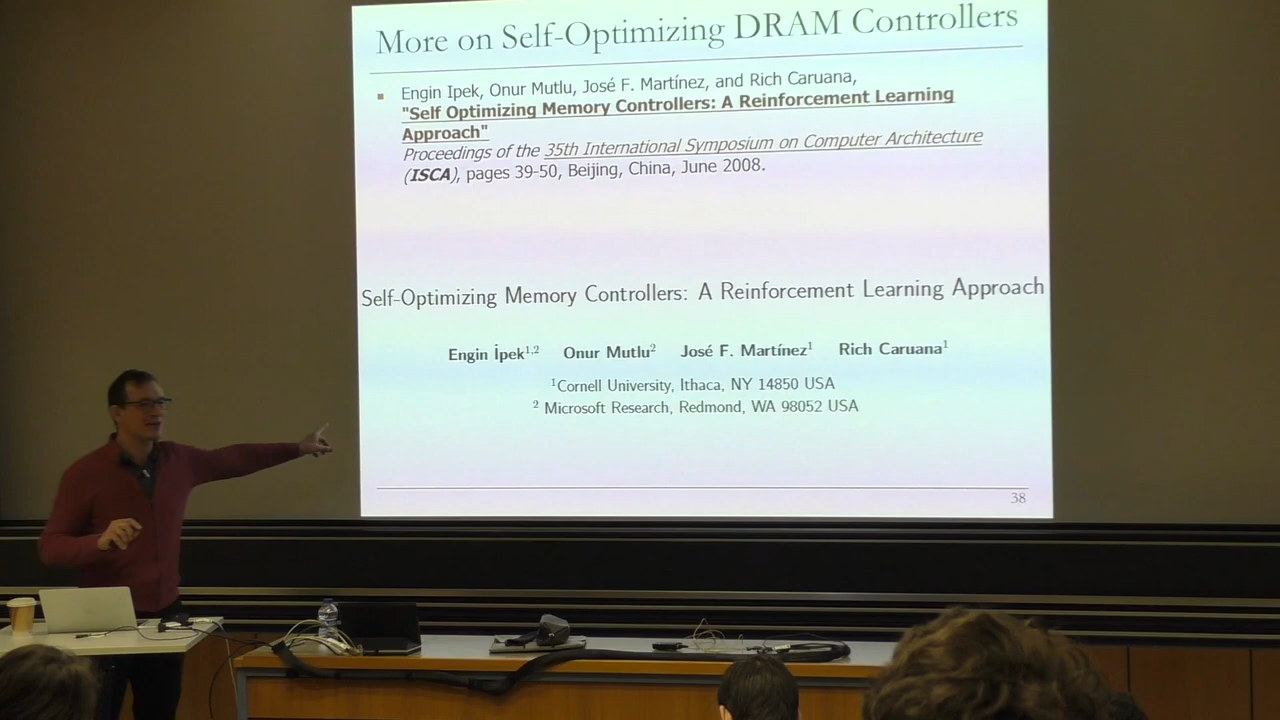 More on Self-Optimizing DRAM Controllers
Engin Ipek, Onur Mutlu, José F. Martínez, and Rich Caruana,
"Self Optimizing Memory Controllers: A Reinforcement Learning
Approach"
Proceedings of the 35th International Symposium on Computer Architecture
(ISCA), pages 39-50, Beijing, China, June 2008.
Self-Optimizing Memory Controllers: A Reinforcement Learning Approach
Engin İpek1,2 Onur Mutlu2 José F. Martínez1 Rich Caruana1
1Cornell University, Ithaca, NY 14850 USA
2 Microsoft Research, Redmond, WA 98052 USA
38